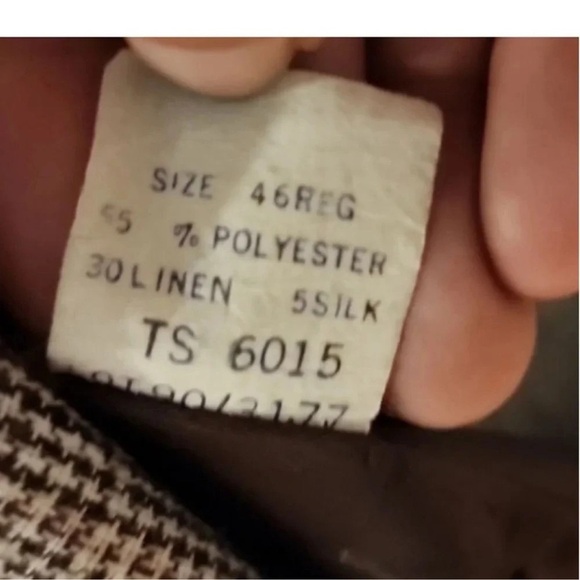 SIZE 46REG
% POLYESTER
30LINEN 5SILK
TS 6015